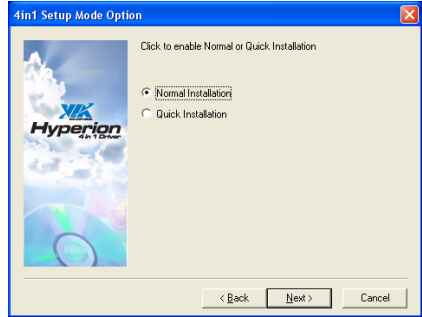 4in1 Setup Mode Option
Click to enable Normal or Quick Installation
Normal Installation
Quick Installation
VIA
Hyperion
4 in 1 Driver
< Back
Next >
Cancel